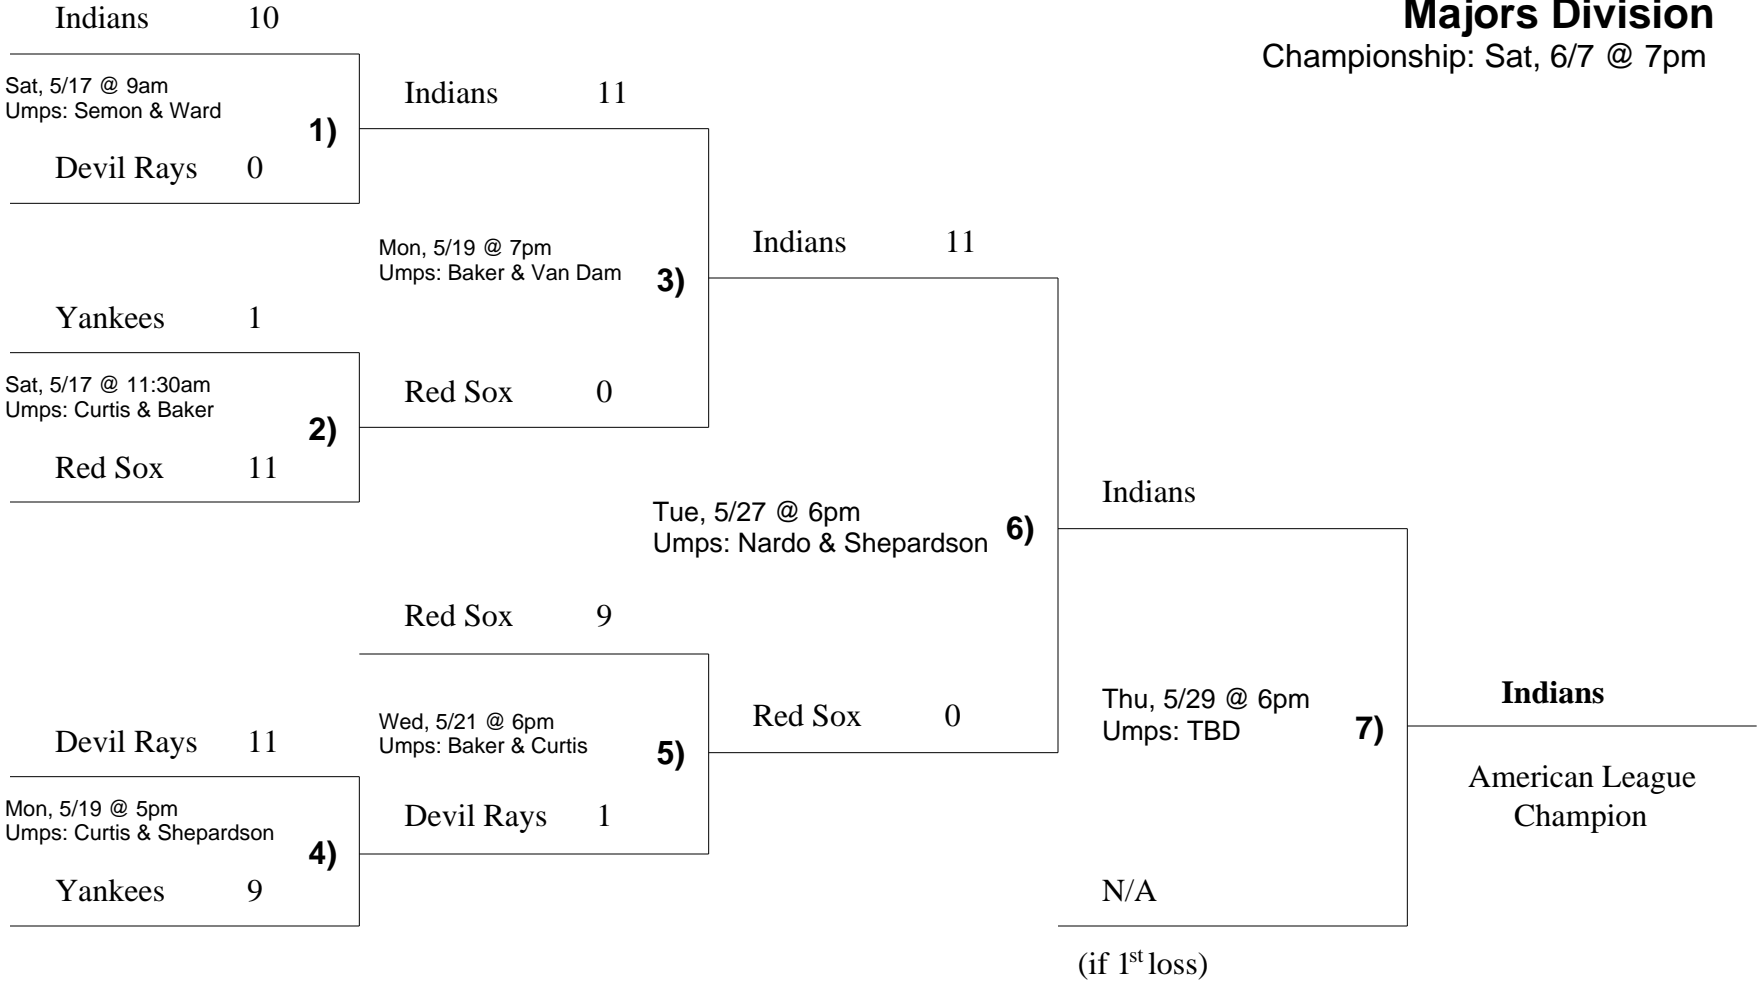 Majors Division
Championship: Sat, 6/7 @ 7pm
Indians 10
Sat, 5/17 @ 9am
Umps: Semon & Ward
1)
Devil Rays 0
Indians 11
Yankees 1
Sat, 5/17 @ 11:30am
Umps: Curtis & Baker
2)
Red Sox 11
Mon, 5/19 @ 7pm
Umps: Baker & Van Dam
3)
Red Sox 0
Indians 11
Tue, 5/27 @ 6pm
Umps: Nardo & Shepardson
6)
Red Sox 9
Devil Rays 11
Mon, 5/19 @ 5pm
Umps: Curtis & Shepardson
4)
Yankees 9
Wed, 5/21 @ 6pm
Umps: Baker & Curtis
5)
Devil Rays 1
Red Sox 0
Indians
Thu, 5/29 @ 6pm
Umps: TBD
7)
N/A
(if 1st loss)
Indians
American League
Champion